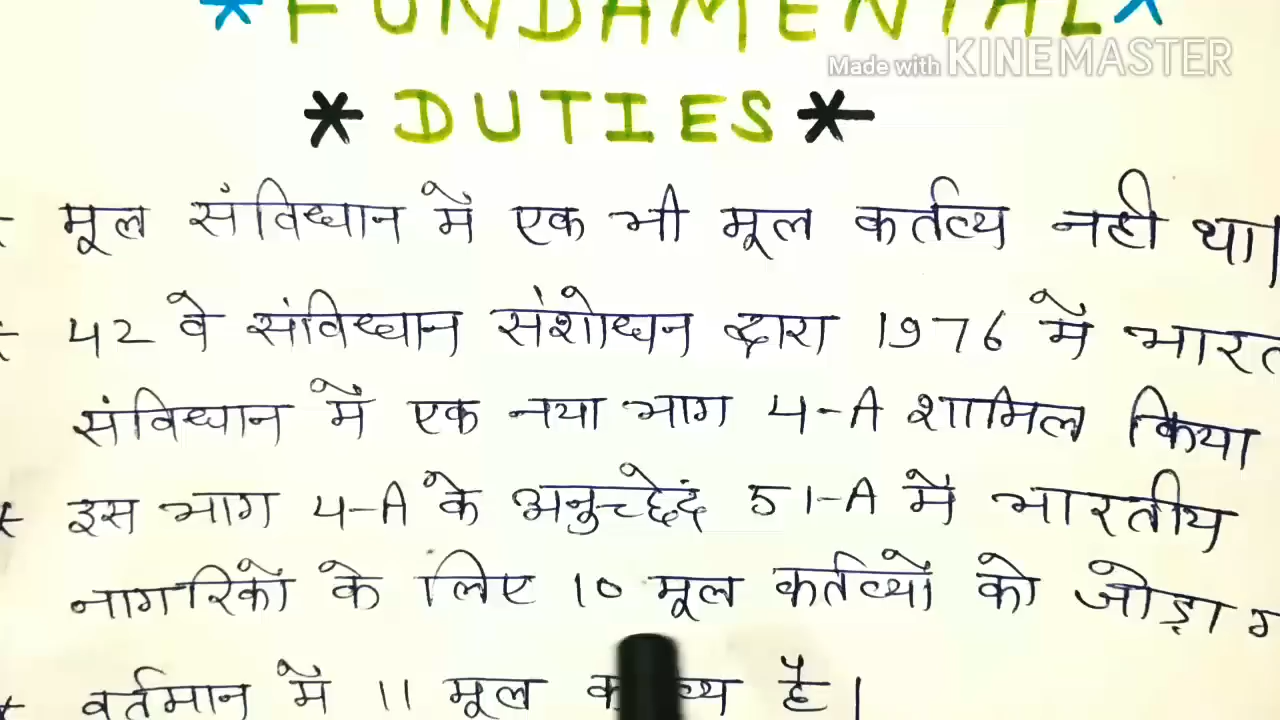 * FUNDAMENTAL *
Made with KINEMASTER
* DUTIES *
* मूल संविधान में एक भी मूल कर्तव्य नही था।
* 42 वे संविधान संशोधन द्वारा 1976 में भारत
संविधान में एक नया भाग 4-A शामिल किया
* इस भाग 4-A के अनुच्छेद 51-A में भारतीय
नागरिकों के लिए 10 मूल कर्तव्यों को जोड़ा
* वर्तमान में 11 मूल है।